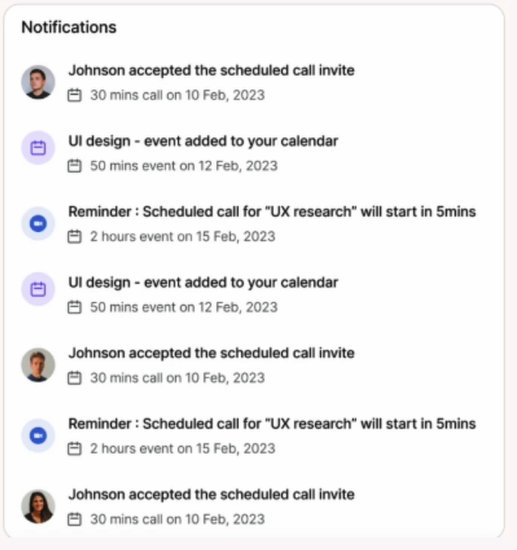 Notifications
Johnson accepted the scheduled call invite
30 mins call on 10 Feb, 2023
UI design - event added to your calendar
50 mins event on 12 Feb, 2023
Reminder : Scheduled call for "UX research" will start in 5mins
2 hours event on 15 Feb, 2023
UI design - event added to your calendar
50 mins event on 12 Feb, 2023
Johnson accepted the scheduled call invite
30 mins call on 10 Feb, 2023
Reminder : Scheduled call for "UX research" will start in 5mins
2 hours event on 15 Feb, 2023
Johnson accepted the scheduled call invite
30 mins call on 10 Feb, 2023